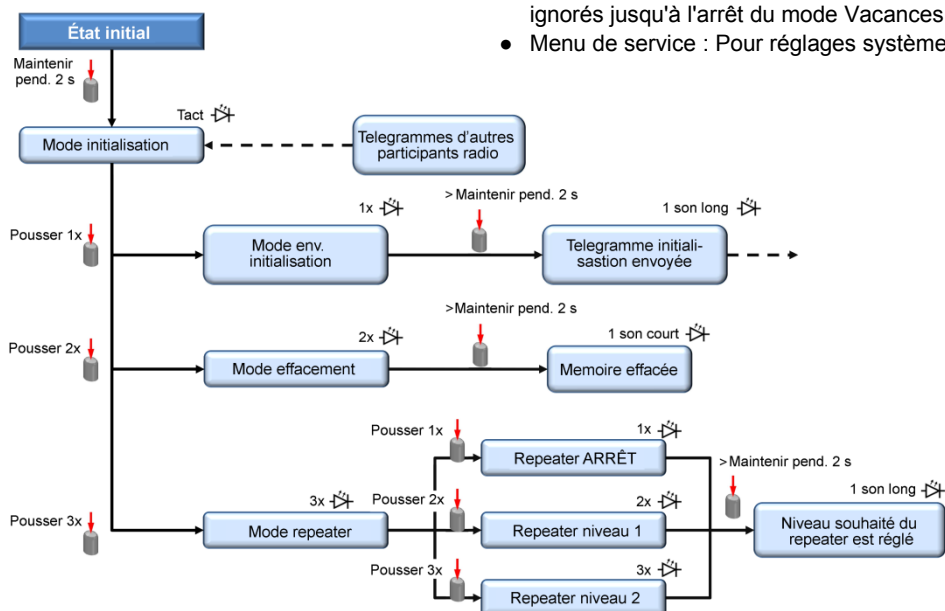 ignorés jusqu'à l'arrêt du mode Vacances
● Menu de service : Pour réglages système
État initial
Maintenir
pend. 2 s
Tact
Mode initialisation
Telegrammes d'autres
participants radio
Pousser 1x
1x
Mode env.
initialisation
>Maintenir pend. 2 s
1 son long
Telegramme initiali-
sastion envoyée
Pousser 2x
2x
Mode effacement
>Maintenir pend. 2 s
1 son court
Memoire effacée
Pousser 3x
3x
Mode repeater
Pousser 1x
1x
Repeater ARRÊT
Pousser 2x
2x
Repeater niveau 1
Pousser 3x
3x
Repeater niveau 2
>Maintenir pend. 2 s
1 son long
Niveau souhaité du
repeater est réglé